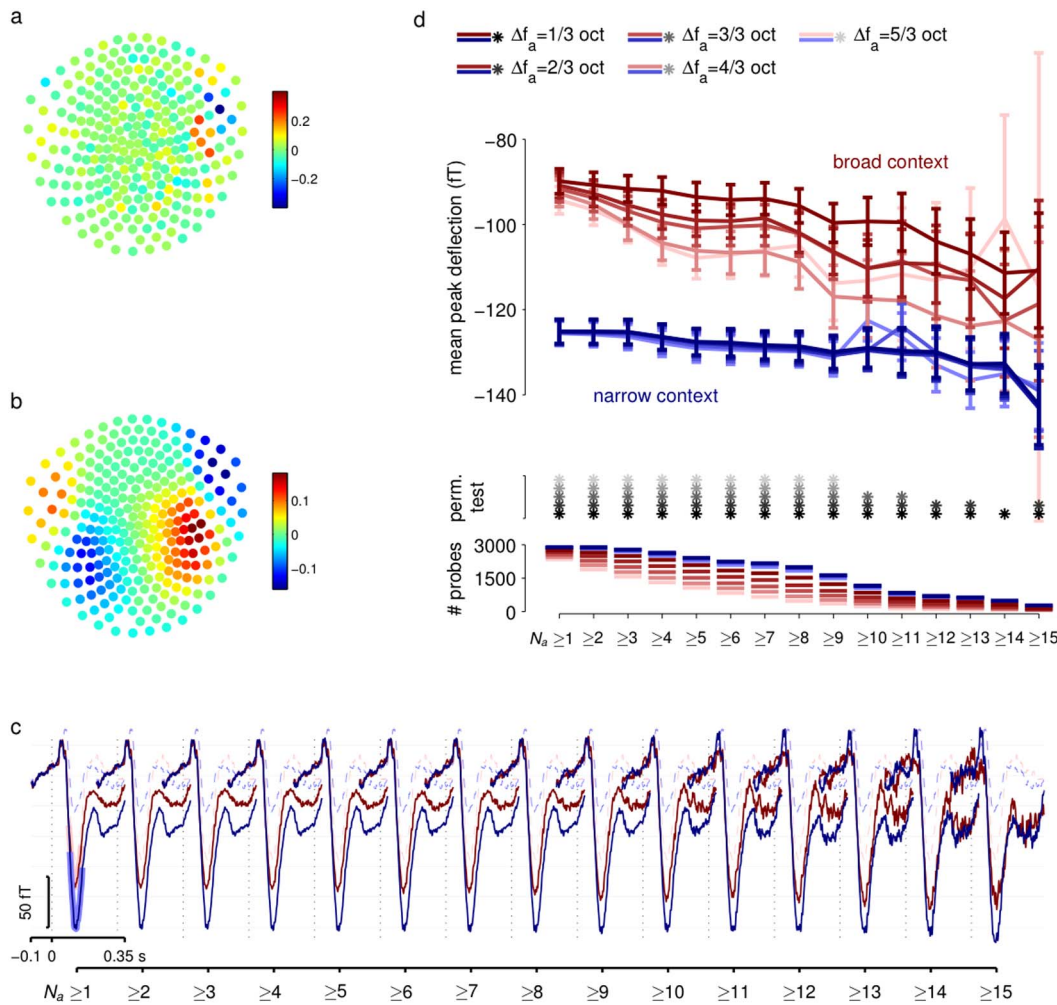 a
0.2
0
−0.2
b
0.1
0
−0.1
d
Δf_a=1/3 oct Δf_a=3/3 oct Δf_a=5/3 oct
Δf_a=2/3 oct Δf_a=4/3 oct
mean peak deflection (fT)
−80
−100
−120
−140
broad context
narrow context
perm.
test
# probes
3000
1500
0
N_a ≥1 ≥2 ≥3 ≥4 ≥5 ≥6 ≥7 ≥8 ≥9 ≥10 ≥11 ≥12 ≥13 ≥14 ≥15
c
50 fT
−0.1 0 0.35 s
N_a ≥1 ≥2 ≥3 ≥4 ≥5 ≥6 ≥7 ≥8 ≥9 ≥10 ≥11 ≥12 ≥13 ≥14 ≥15